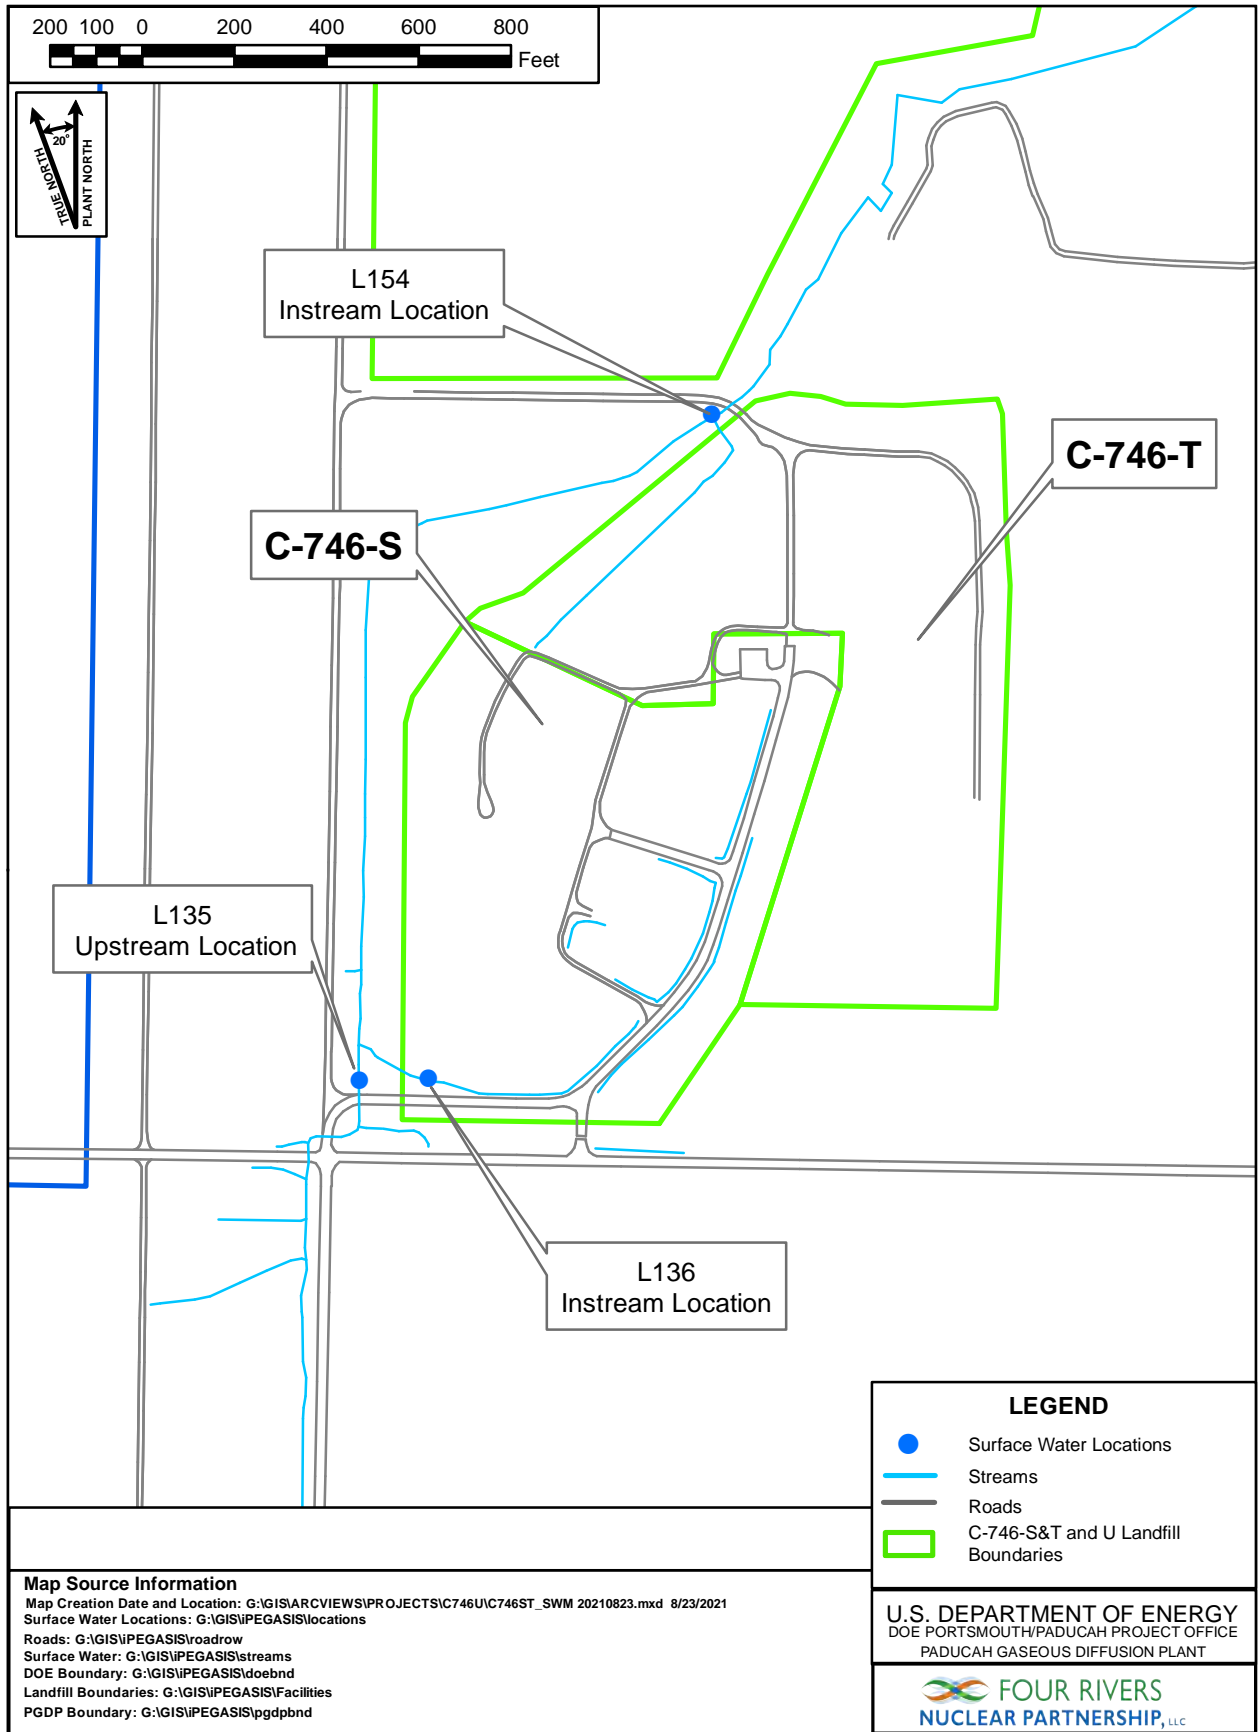 200 100 0 200 400 600 800
Feet
20°
TRUE NORTH
PLANT NORTH
L154
Instream Location
C-746-T
C-746-S
L135
Upstream Location
L136
Instream Location
LEGEND
Surface Water Locations
Streams
Roads
C-746-S&T and U Landfill
Boundaries
Map Source Information
Map Creation Date and Location: G:\GIS\ARCVIEWS\PROJECTS\C746U\C746ST_SWM 20210823.mxd 8/23/2021
Surface Water Locations: G:\GIS\iPEGASIS\locations
Roads: G:\GIS\iPEGASIS\roadrow
Surface Water: G:\GIS\iPEGASIS\streams
DOE Boundary: G:\GIS\iPEGASIS\doebnd
Landfill Boundaries: G:\GIS\iPEGASIS\Facilities
PGDP Boundary: G:\GIS\iPEGASIS\pgdpbnd
U.S. DEPARTMENT OF ENERGY
DOE PORTSMOUTH/PADUCAH PROJECT OFFICE
PADUCAH GASEOUS DIFFUSION PLANT
FOUR RIVERS
NUCLEAR PARTNERSHIP, LLC